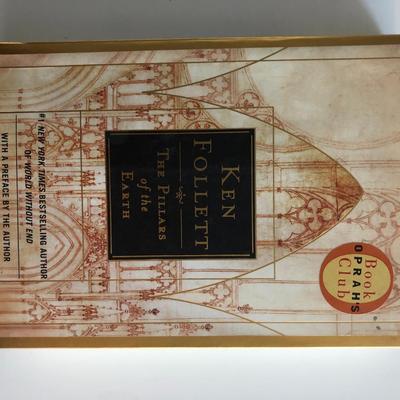 Book
OPRAH'S
Club
KEN
FOLLETT
THE PILLARS
of the
EARTH
#1 NEW YORK TIMES BESTSELLING AUTHOR
OF WORLD WITHOUT END
WITH A PREFACE BY THE AUTHOR